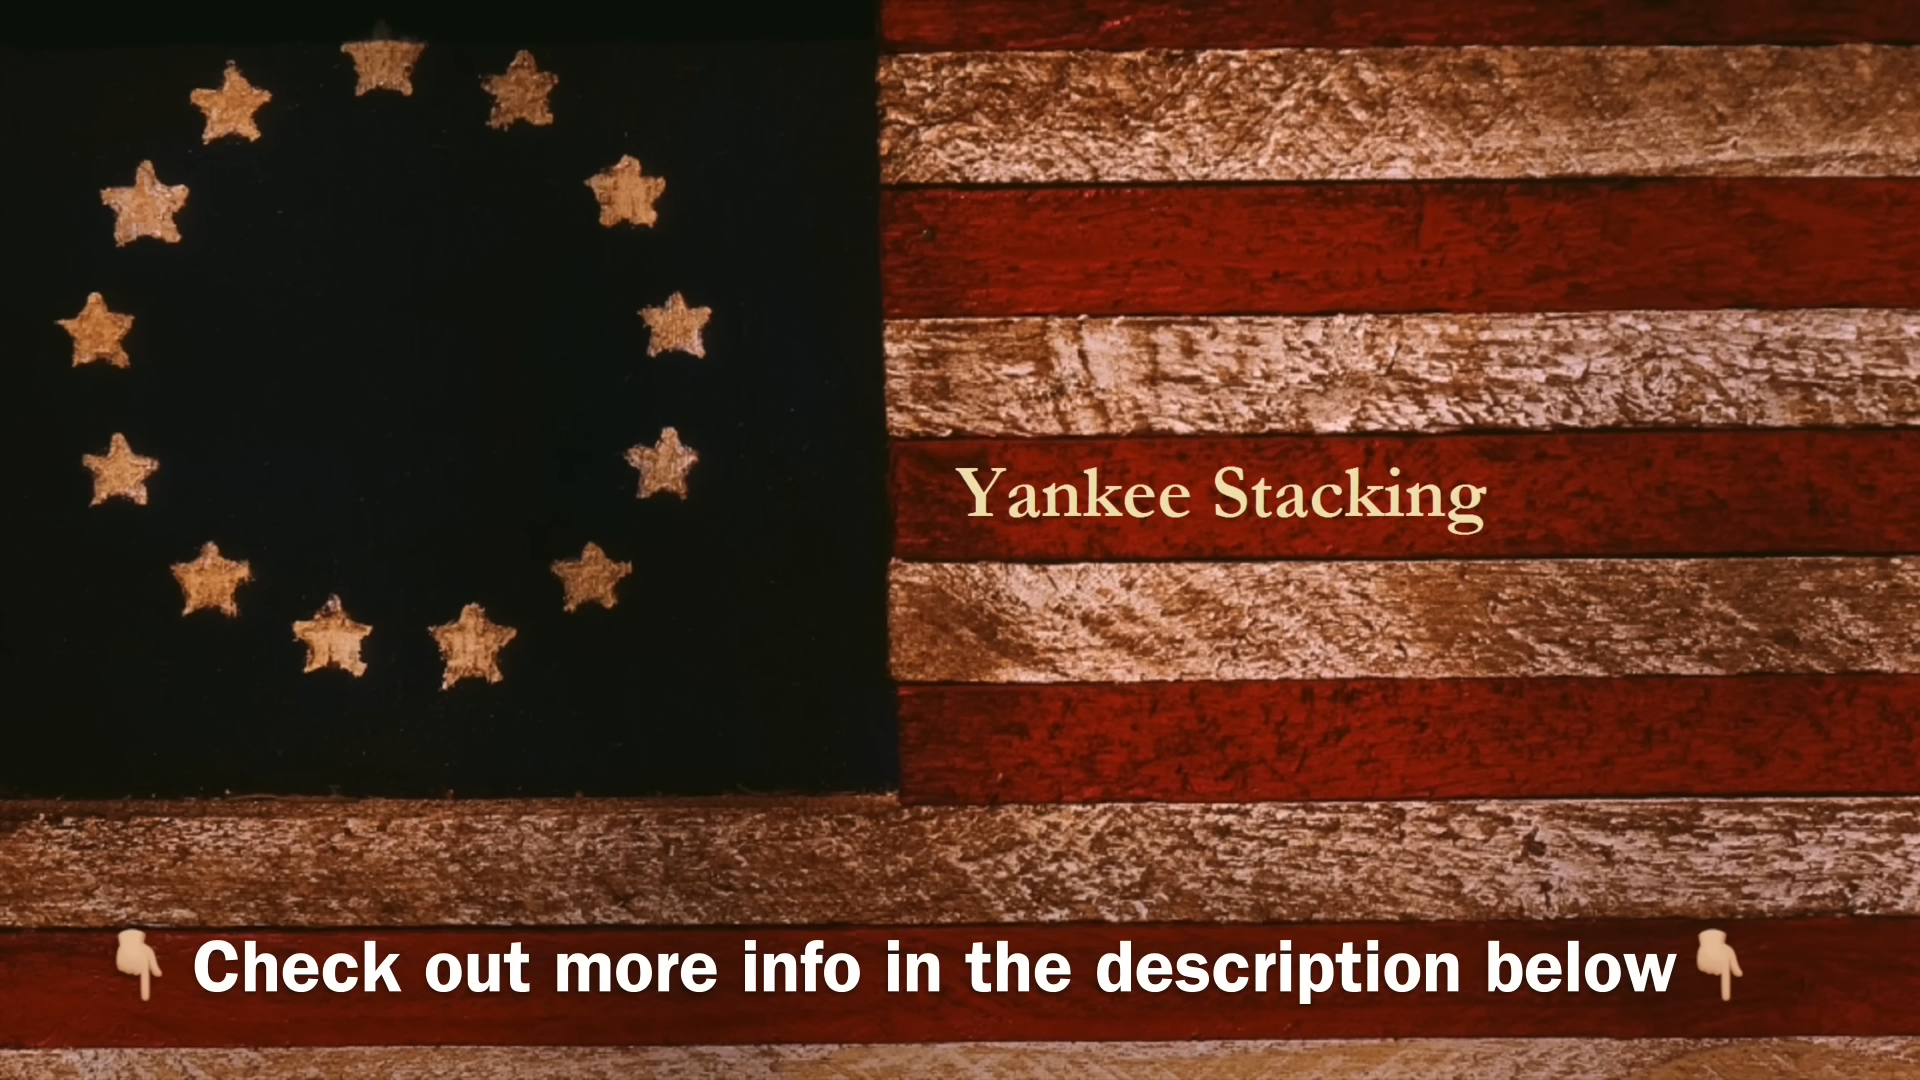 Yankee Stacking
👇Check out more info in the description below👇